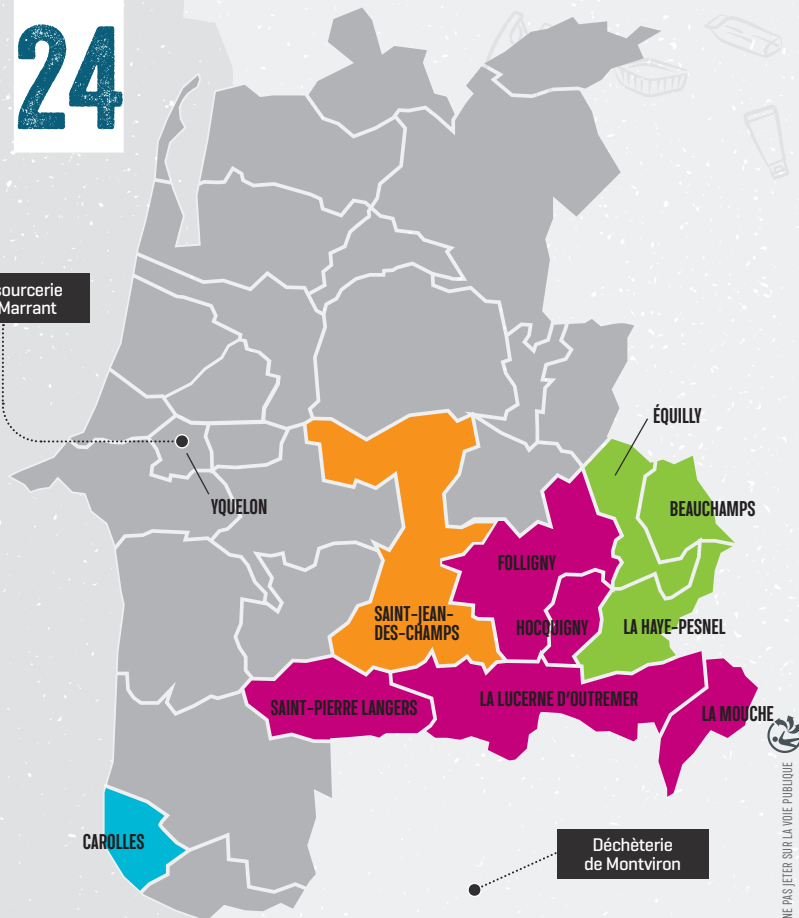 24
sourcerie
Marrant
ÉQUILLY
BEAUCHAMPS
YQUELON
FOLLIGNY
SAINT-JEAN-
DES-CHAMPS
HOCQUIGNY
LA HAYE-PESNEL
SAINT-PIERRE LANGERS
LA LUCERNE D'OUTREMER
LA MOUCHE
CAROLLES
Déchèterie
de Montviron
NE PAS JETER SUR LA VOIE PUBLIQUE